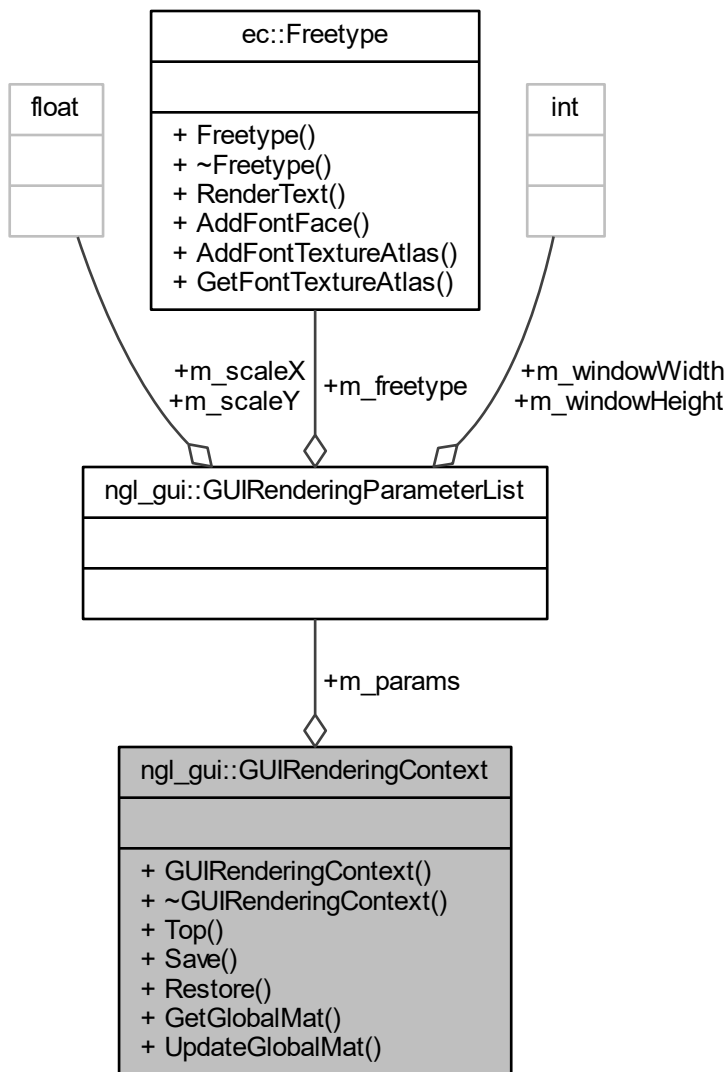 ec::Freetype
+ Freetype()
+ ~Freetype()
+ RenderText()
+ AddFontFace()
+ AddFontTextureAtlas()
+ GetFontTextureAtlas()
float
int
+m_scaleX
+m_scaleY
+m_freetype
+m_windowWidth
+m_windowHeight
ngl_gui::GUIRenderingParameterList
+m_params
ngl_gui::GUIRenderingContext
+ GUIRenderingContext()
+ ~GUIRenderingContext()
+ Top()
+ Save()
+ Restore()
+ GetGlobalMat()
+ UpdateGlobalMat()